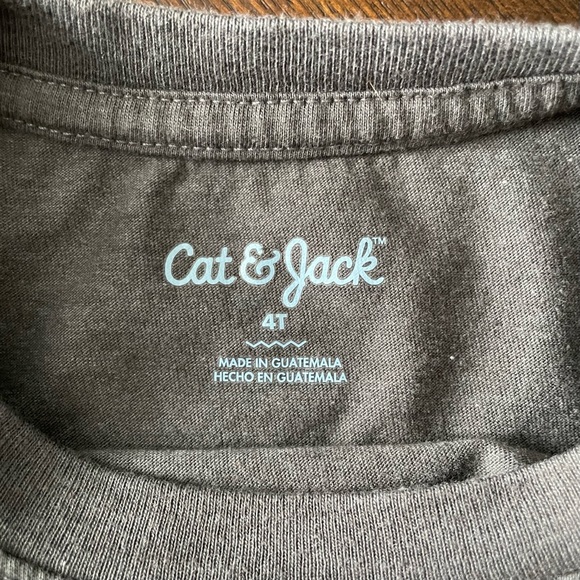 Cat & Jack™
4T
MADE IN GUATEMALA
HECHO EN GUATEMALA